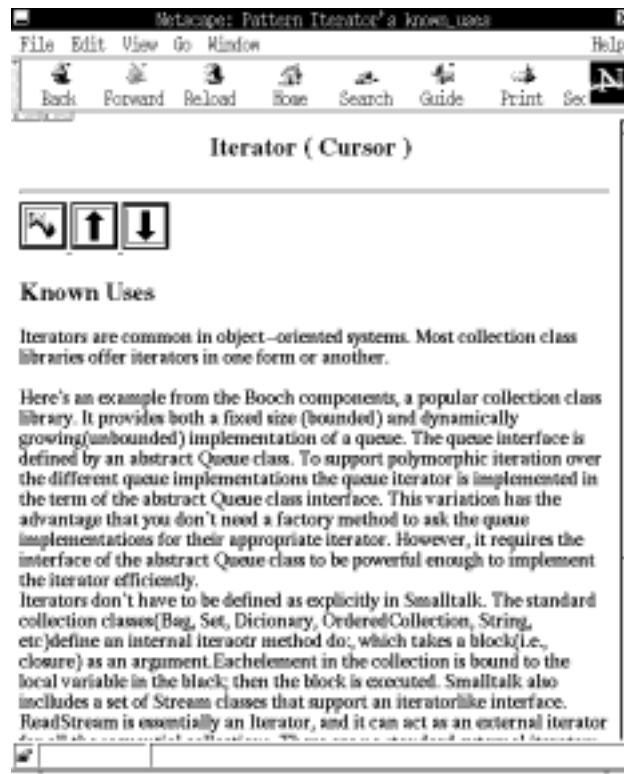 Netscape: Pattern Iterator's known_uses
File Edit View Go Window Help
Back Forward Reload Home Search Guide Print Sec N
Iterator ( Cursor )
Known Uses
Iterators are common in object-oriented systems. Most collection class
libraries offer iterators in one form or another.
Here's an example from the Booch components, a popular collection class
library. It provides both a fixed size (bounded) and dynamically
growing(unbounded) implementation of a queue. The queue interface is
defined by an abstract Queue class. To support polymorphic iteration over
the different queue implementations the queue iterator is implemented in
the term of the abstract Queue class interface. This variation has the
advantage that you don't need a factory method to ask the queue
implementations for their appropriate iterator. However, it requires the
interface of the abstract Queue class to be powerful enough to implement
the iterator efficiently.
Iterators don't have to be defined as explicitly in Smalltalk. The standard
collection classes(Bag, Set, Dicionary, OrderedCollection, String,
etc)define an internal iteraotr method do:, which takes a block(i.e.,
closure) as an argument.Eachelement in the collection is bound to the
local variable in the black; then the block is executed. Smalltalk also
inclludes a set of Stream classes that support an iteratorlike interface.
ReadStream is essentially an Iterator, and it can act as an external iterator